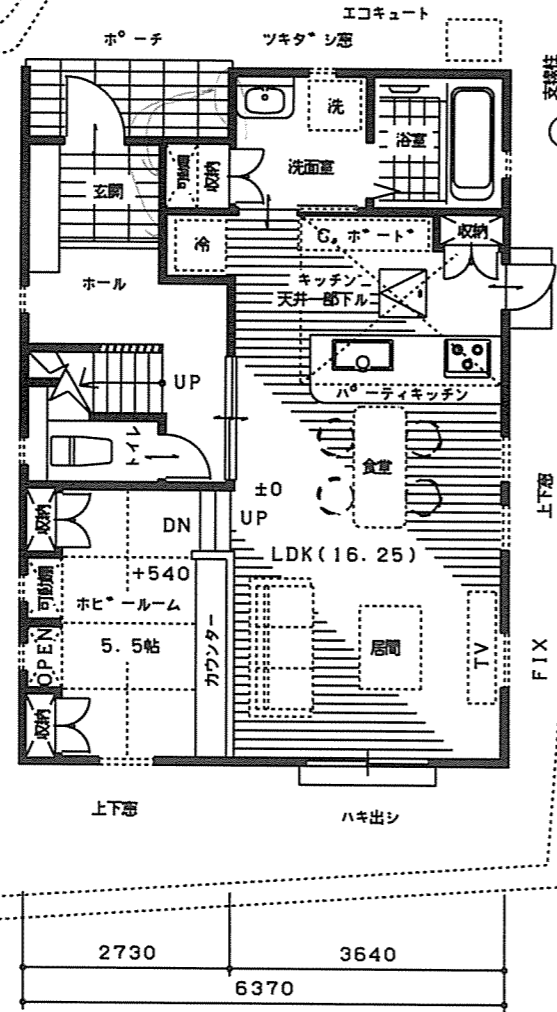 エコキュート
ポーチ
ツキダシ窓
支線柱
洗
浴室
洗面室
可動棚
収納
玄関
冷
C.ボード
収納
ホール
キッチン
天井一部下ル
UP
パーティキッチン
トイレ
食堂
±0
上下窓
収納
DN
UP
LDK(16.25)
+540
可動棚
ホビールーム
5.5帖
カウンター
居間
TV
OPEN
FIX
収納
上下窓
ハキ出シ
2730
3640
6370